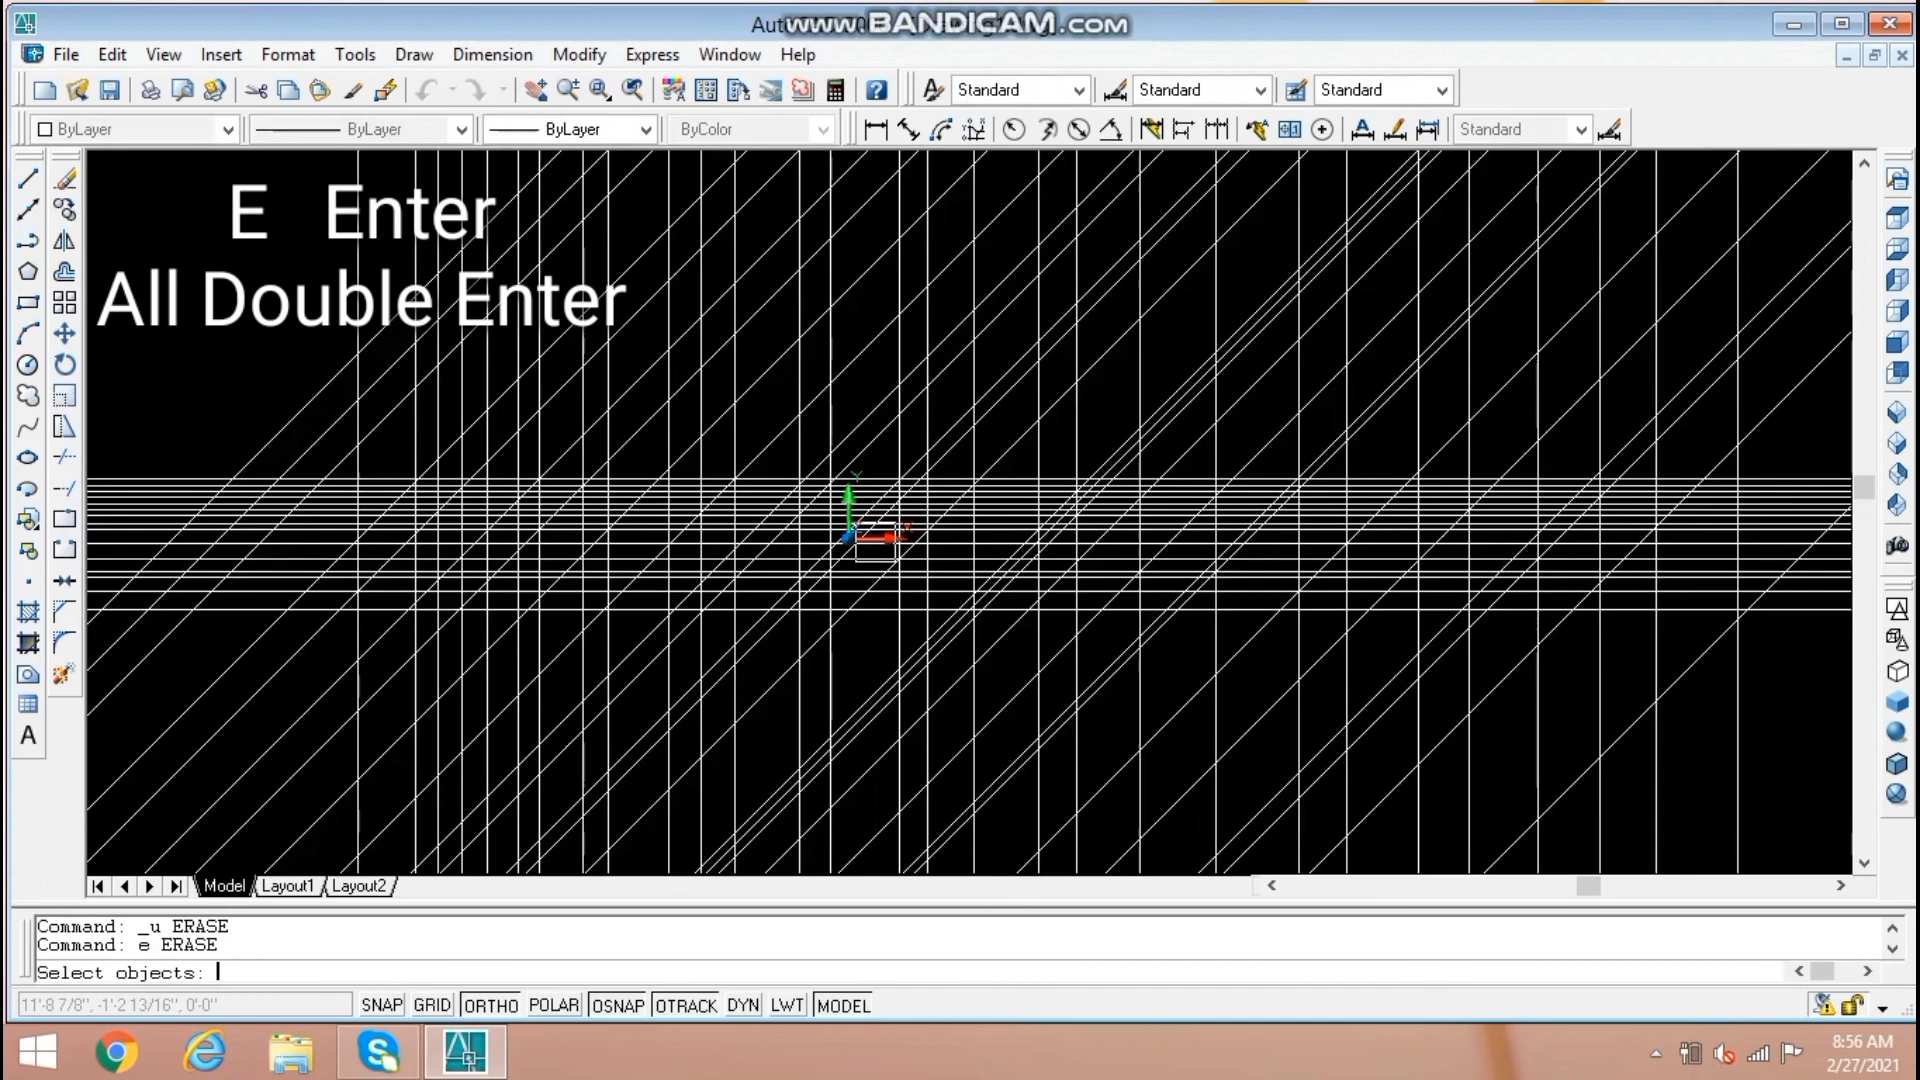 Auto
www.BANDICAM.com
File Edit View Insert Format Tools Draw Dimension Modify Express Window Help
Standard Standard Standard
ByLayer ByLayer ByLayer ByColor Standard
E Enter
All Double Enter
Model Layout1 Layout2
Command: _u ERASE
Command: e ERASE
Select objects:
11'-8 7/8", -1'-2 13/16", 0'-0"
SNAP GRID ORTHO POLAR OSNAP OTRACK DYN LWT MODEL
8:56 AM
2/27/2021